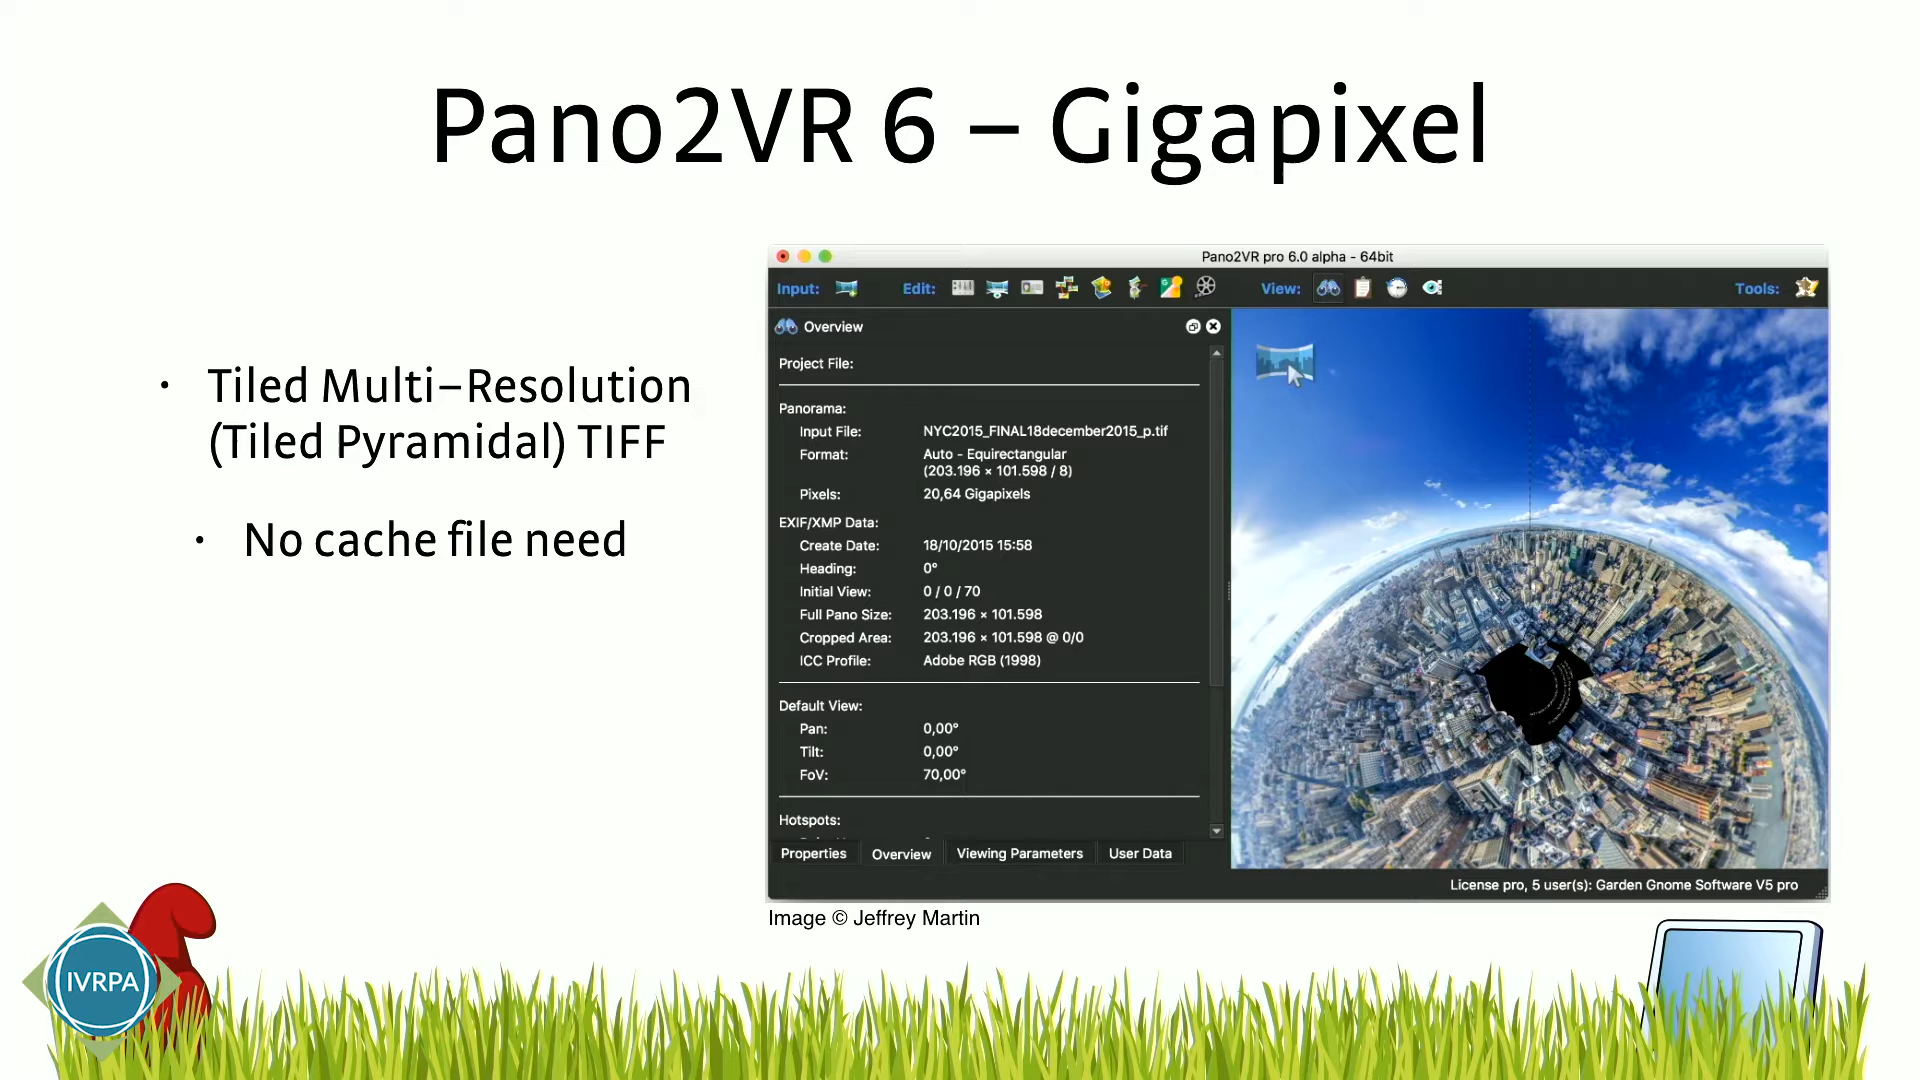 Pano2VR 6 – Gigapixel
• Tiled Multi–Resolution
(Tiled Pyramidal) TIFF
• No cache file need
Pano2VR pro 6.0 alpha - 64bit
Input: Edit: View: Tools:
Overview
Project File:
Panorama:
Input File: NYC2015_FINAL18december2015_p.tif
Format: Auto - Equirectangular
(203.196 × 101.598 / 8)
Pixels: 20,64 Gigapixels
EXIF/XMP Data:
Create Date: 18/10/2015 15:58
Heading: 0°
Initial View: 0 / 0 / 70
Full Pano Size: 203.196 × 101.598
Cropped Area: 203.196 × 101.598 @ 0/0
ICC Profile: Adobe RGB (1998)
Default View:
Pan: 0,00°
Tilt: 0,00°
FoV: 70,00°
Hotspots:
Properties Overview Viewing Parameters User Data
License pro, 5 user(s): Garden Gnome Software V5 pro
Image © Jeffrey Martin
IVRPA